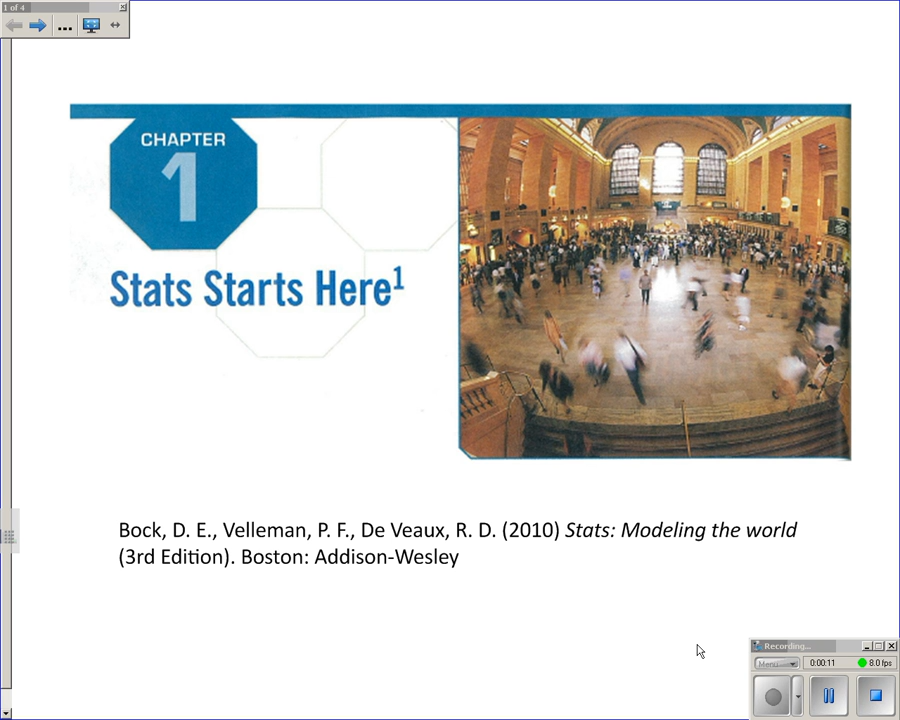 1 of 4
CHAPTER
1
Stats Starts Here1
Bock, D. E., Velleman, P. F., De Veaux, R. D. (2010) Stats: Modeling the world
(3rd Edition). Boston: Addison-Wesley
Recording...
Menu
0:00:11
8.0 fps